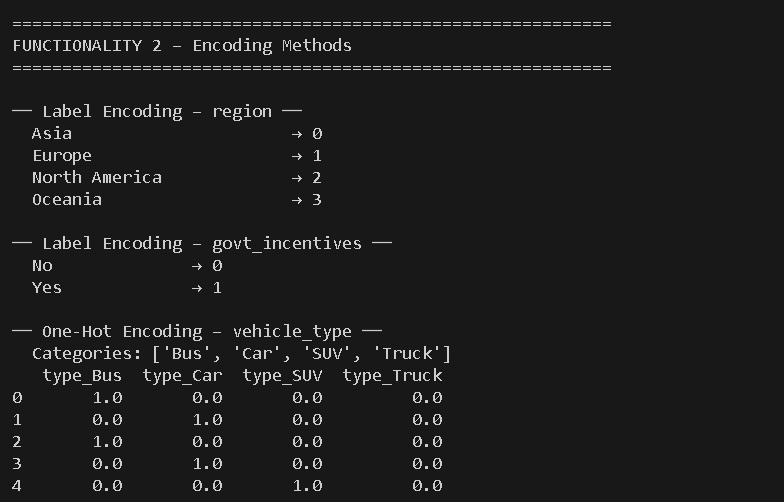 ============================================================
FUNCTIONALITY 2 – Encoding Methods
============================================================
── Label Encoding – region ──
Asia → 0
Europe → 1
North America → 2
Oceania → 3
── Label Encoding – govt_incentives ──
No → 0
Yes → 1
── One-Hot Encoding – vehicle_type ──
Categories: ['Bus', 'Car', 'SUV', 'Truck']
type_Bus type_Car type_SUV type_Truck
0 1.0 0.0 0.0 0.0
1 0.0 1.0 0.0 0.0
2 1.0 0.0 0.0 0.0
3 0.0 1.0 0.0 0.0
4 0.0 0.0 1.0 0.0